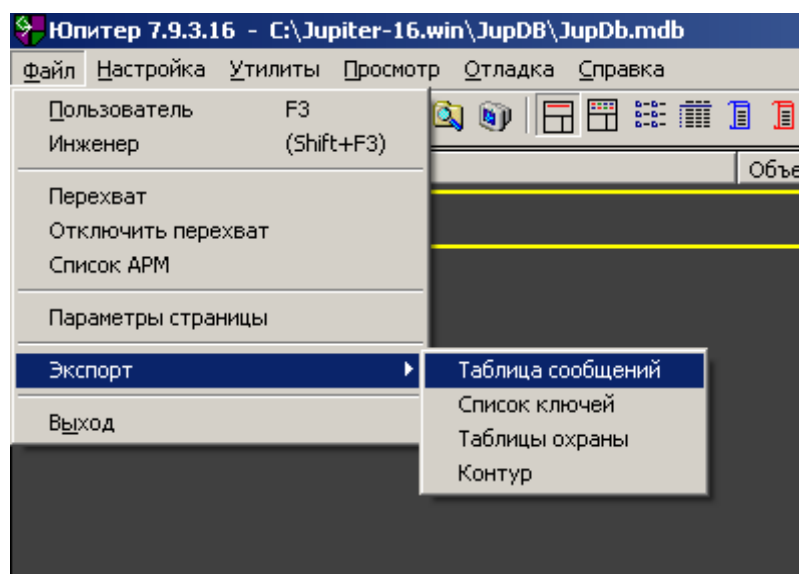 Юпитер 7.9.3.16 - C:\Jupiter-16.win\JupDB\JupDb.mdb
Файл Настройка Утилиты Просмотр Отладка Справка
Пользователь F3
Инженер (Shift+F3)
Объе
Перехват
Отключить перехват
Список АРМ
Параметры страницы
Экспорт
Таблица сообщений
Список ключей
Выход
Таблицы охраны
Контур